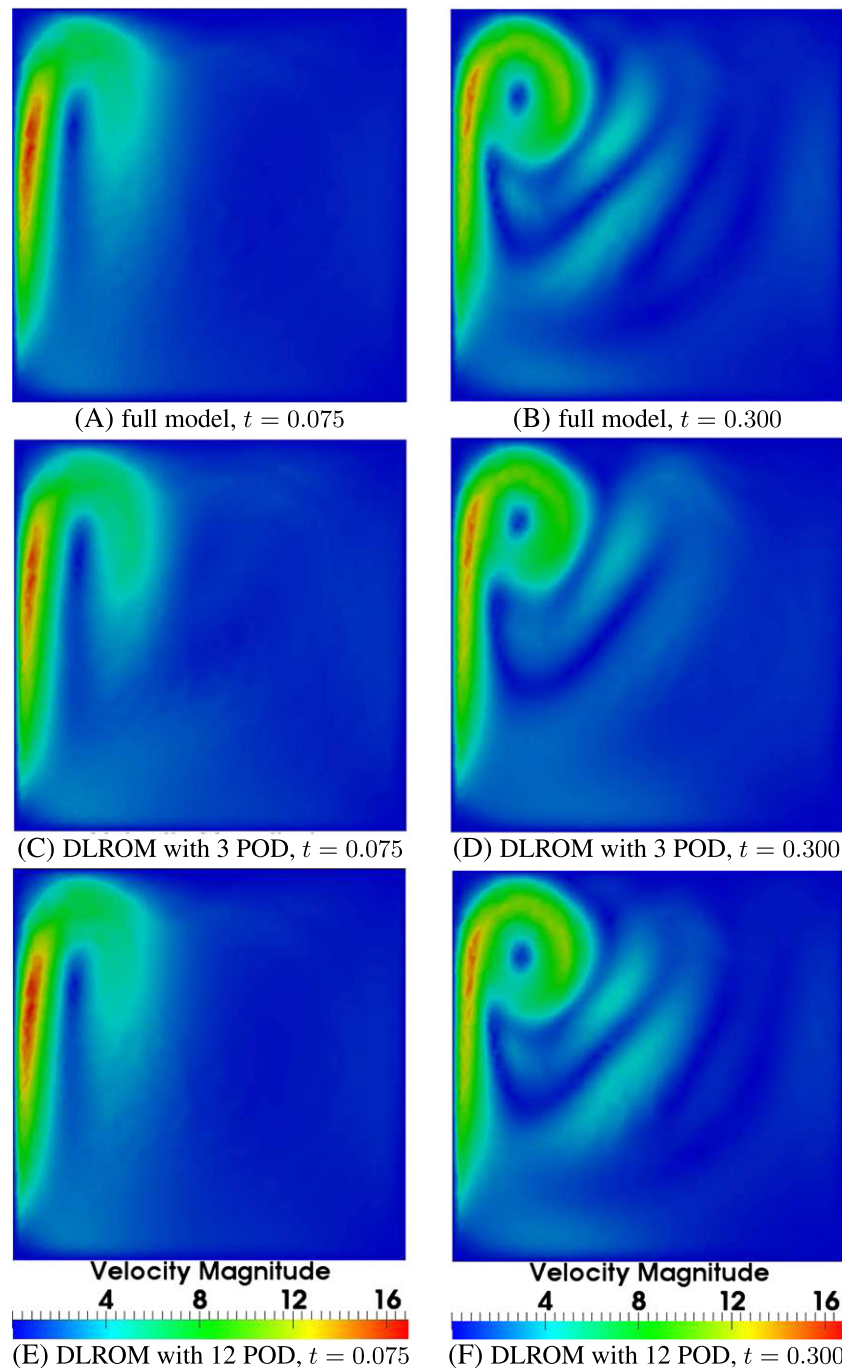 (A) full model, t = 0.075
(B) full model, t = 0.300
(C) DLROM with 3 POD, t = 0.075
(D) DLROM with 3 POD, t = 0.300
Velocity Magnitude
4 8 12 16
Velocity Magnitude
4 8 12 16
(E) DLROM with 12 POD, t = 0.075
(F) DLROM with 12 POD, t = 0.300